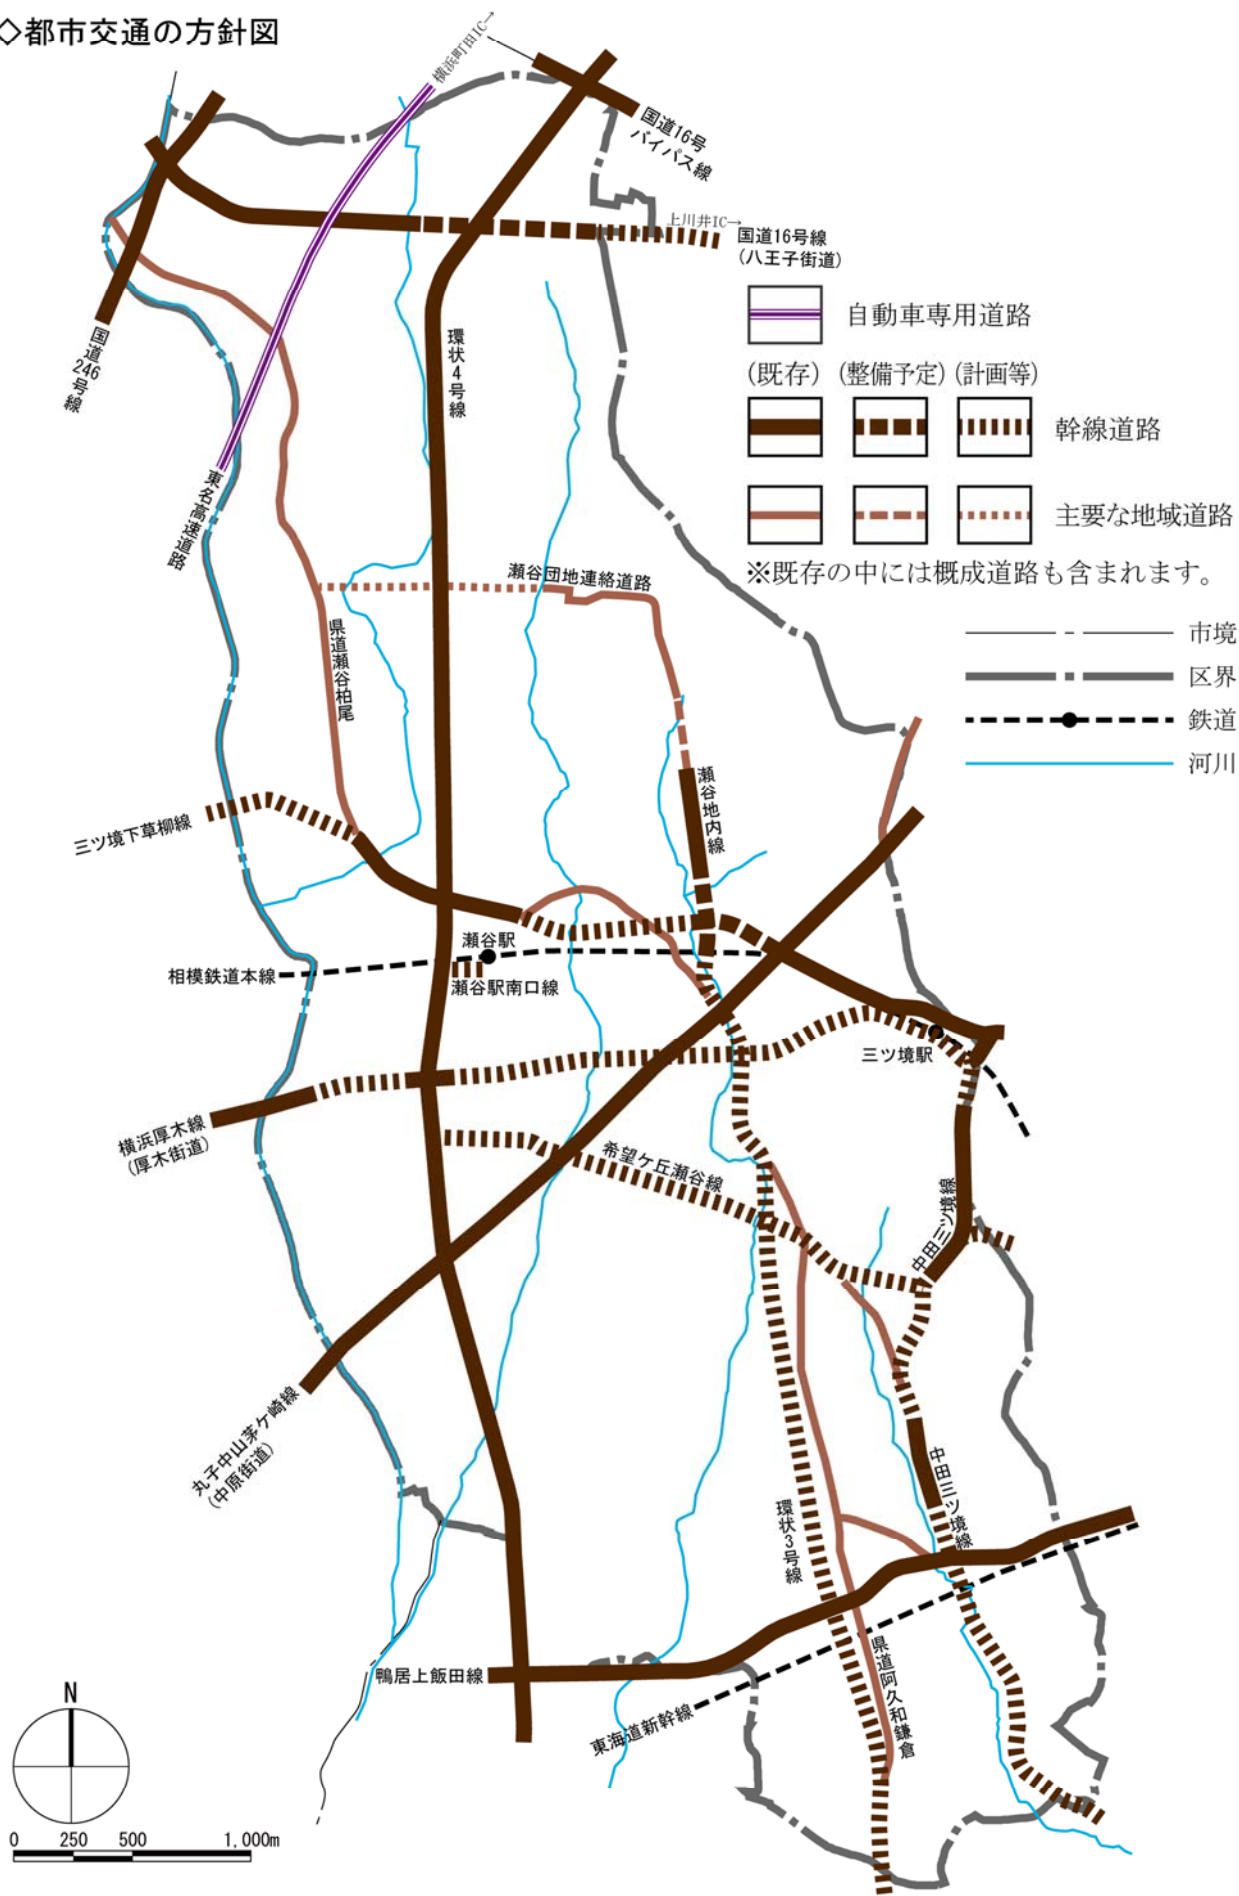 ◇都市交通の方針図
横浜町田IC→
国道16号
バイパス線
上川井IC→
国道16号線
(八王子街道)
自動車専用道路
(既存)
(整備予定)
(計画等)
幹線道路
主要な地域道路
※既存の中には概成道路も含まれます。
市境
区界
鉄道
河川
国道
246
号線
環状4号線
東名高速道路
瀬谷団地連絡道路
県道瀬谷柏尾
瀬谷地内線
三ツ境下草柳線
瀬谷駅
相模鉄道本線
瀬谷駅南口線
三ツ境駅
横浜厚木線
(厚木街道)
希望ケ丘瀬谷線
中田三ツ境線
丸子中山茅ケ崎線
(中原街道)
中田三ツ境線
環状3号線
県道阿久和鎌倉
鴨居上飯田線
東海道新幹線
N
0 250 500 1,000m